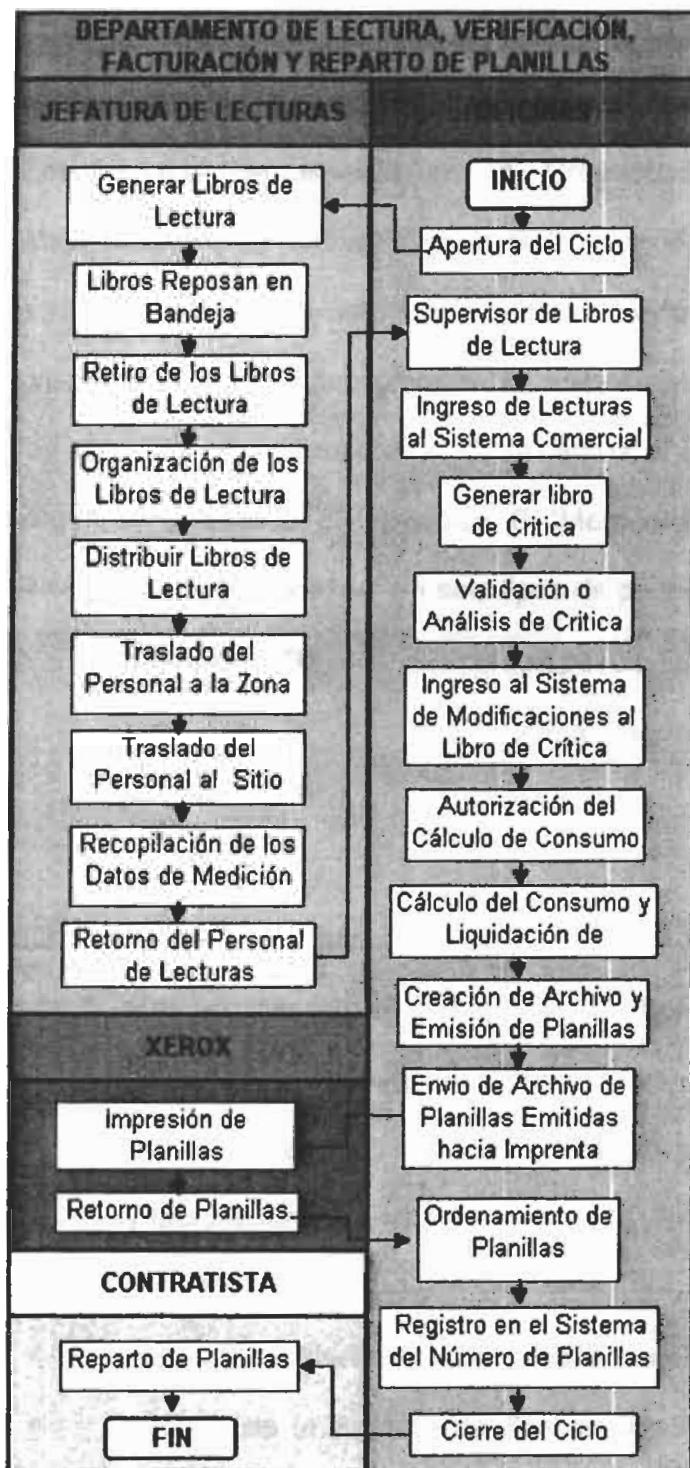 DEPARTAMENTO DE LECTURA, VERIFICACIÓN,
FACTURACIÓN Y REPARTO DE PLANILLAS
JEFATURA DE LECTURAS
OFICINAS
Generar Libros de
Lectura
Libros Reposan en
Bandeja
Retiro de los Libros
de Lectura
Organización de los
Libros de Lectura
Distribuir Libros de
Lectura
Traslado del
Personal a la Zona
Traslado del
Personal al Sitio
Recopilación de los
Datos de Medición
Retorno del Personal
de Lecturas
INICIO
Apertura del Ciclo
Supervisor de Libros
de Lectura
Ingreso de Lecturas
al Sistema Comercial
Generar libro
de Critica
Validación o
Análisis de Critica
Ingreso al Sistema
de Modificaciones al
Libro de Crítica
Autorización del
Cálculo de Consumo
Cálculo del Consumo y
Liquidación de
Creación de Archivo y
Emisión de Planillas
Envio de Archivo de
Planillas Emitidas
hacia Imprenta
XEROX
Impresión de
Planillas
Retorno de Planillas
Ordenamiento de
Planillas
Registro en el Sistema
del Número de Planillas
Cierre del Ciclo
CONTRATISTA
Reparto de Planillas
FIN